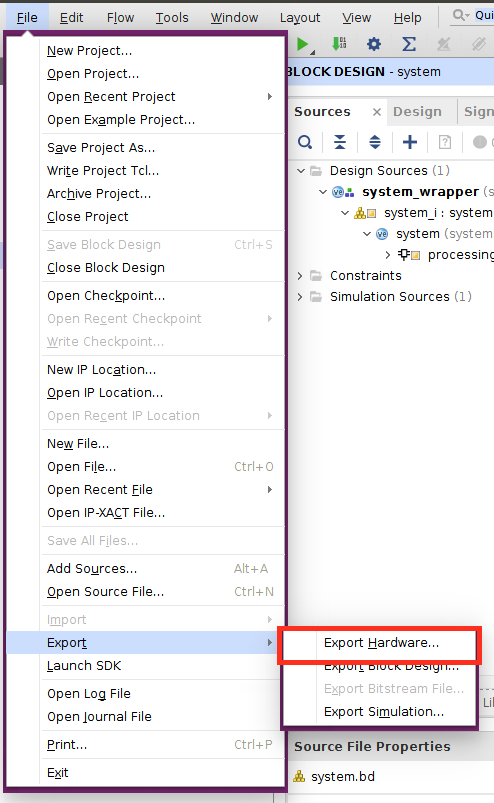 File Edit Flow Tools Window Layout View Help Qui
New Project...
Open Project...
Open Recent Project
Open Example Project...
Save Project As...
Write Project Tcl...
Archive Project...
Close Project
Save Block Design Ctrl+S
Close Block Design
Open Checkpoint...
Open Recent Checkpoint
Write Checkpoint...
New IP Location...
Open IP Location...
Open Recent IP Location
New File...
Open File... Ctrl+O
Open Recent File
Open IP-XACT File...
Save All Files...
Add Sources... Alt+A
Open Source File... Ctrl+N
Import
Export
Launch SDK
Open Log File
Open Journal File
Print... Ctrl+P
Exit
Export Hardware...
Export Block Design...
Export Bitstream File...
Export Simulation...
BLOCK DESIGN - system
Sources × Design Sign
Design Sources (1)
system_wrapper (s
system_i : system
system (system
processing
Constraints
Simulation Sources (1)
Lil
Source File Properties
system.bd